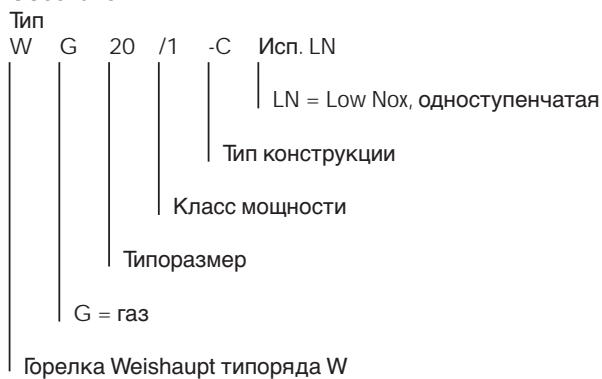 Тип
W G 20 /1 -C Исп. LN
LN = Low Nox, одноступенчатая
Тип конструкции
Класс мощности
Типоразмер
G = газ
Горелка Weishaupt типоряда W